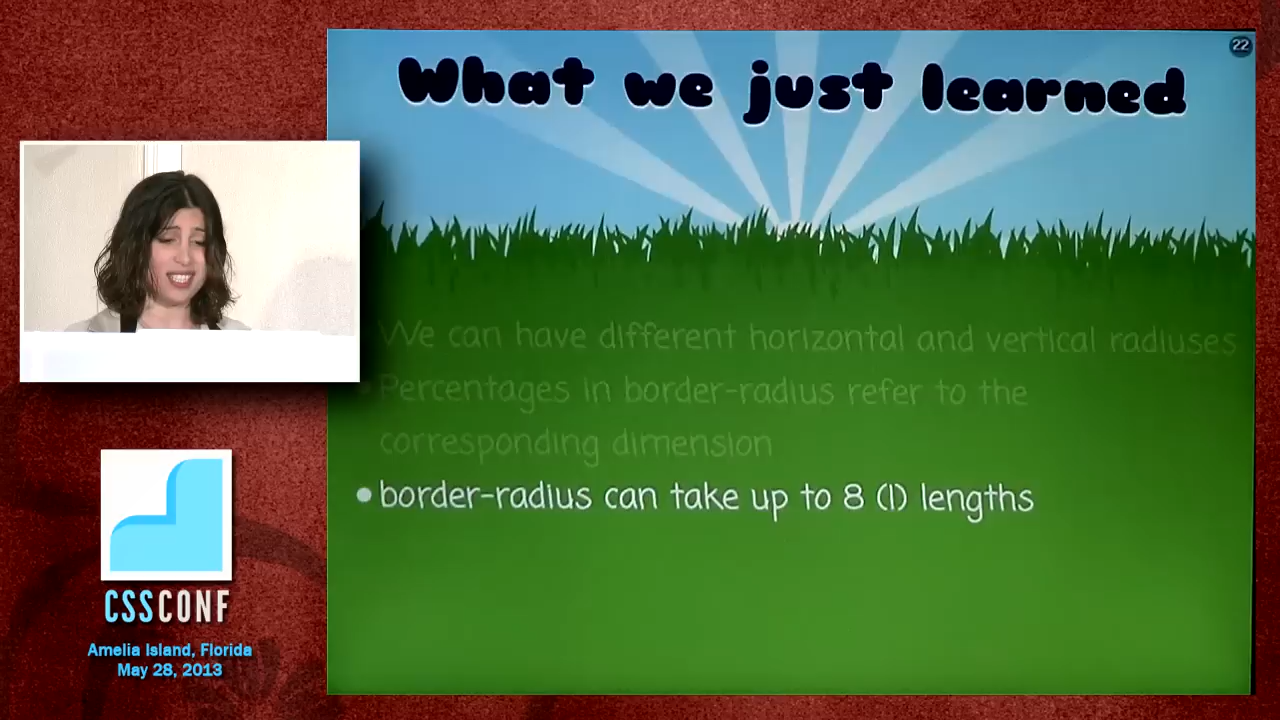 22
What we just learned
We can have different horizontal and vertical radiuses
Percentages in border-radius refer to the
corresponding dimension
• border-radius can take up to 8 (!) lengths
CSSCONF
Amelia Island, Florida
May 28, 2013